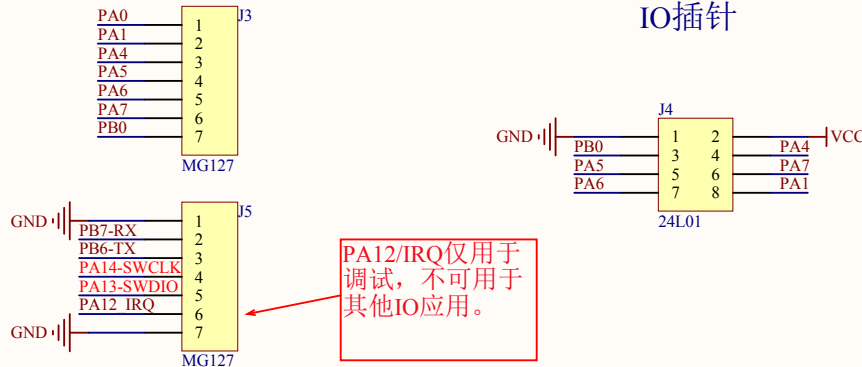 IO插针
J3
PA0 1
PA1 2
PA4 3
PA5 4
PA6 5
PA7 6
PB0 7
MG127
J4
GND 1 2 VCC
PB0 3 4 PA4
PA5 5 6 PA7
PA6 7 8 PA1
24L01
J5
GND 1
PB7-RX 2
PB6-TX 3
PA14-SWCLK 4
PA13-SWDIO 5
PA12 IRQ 6
GND 7
MG127
PA12/IRQ仅用于
调试，不可用于
其他IO应用。